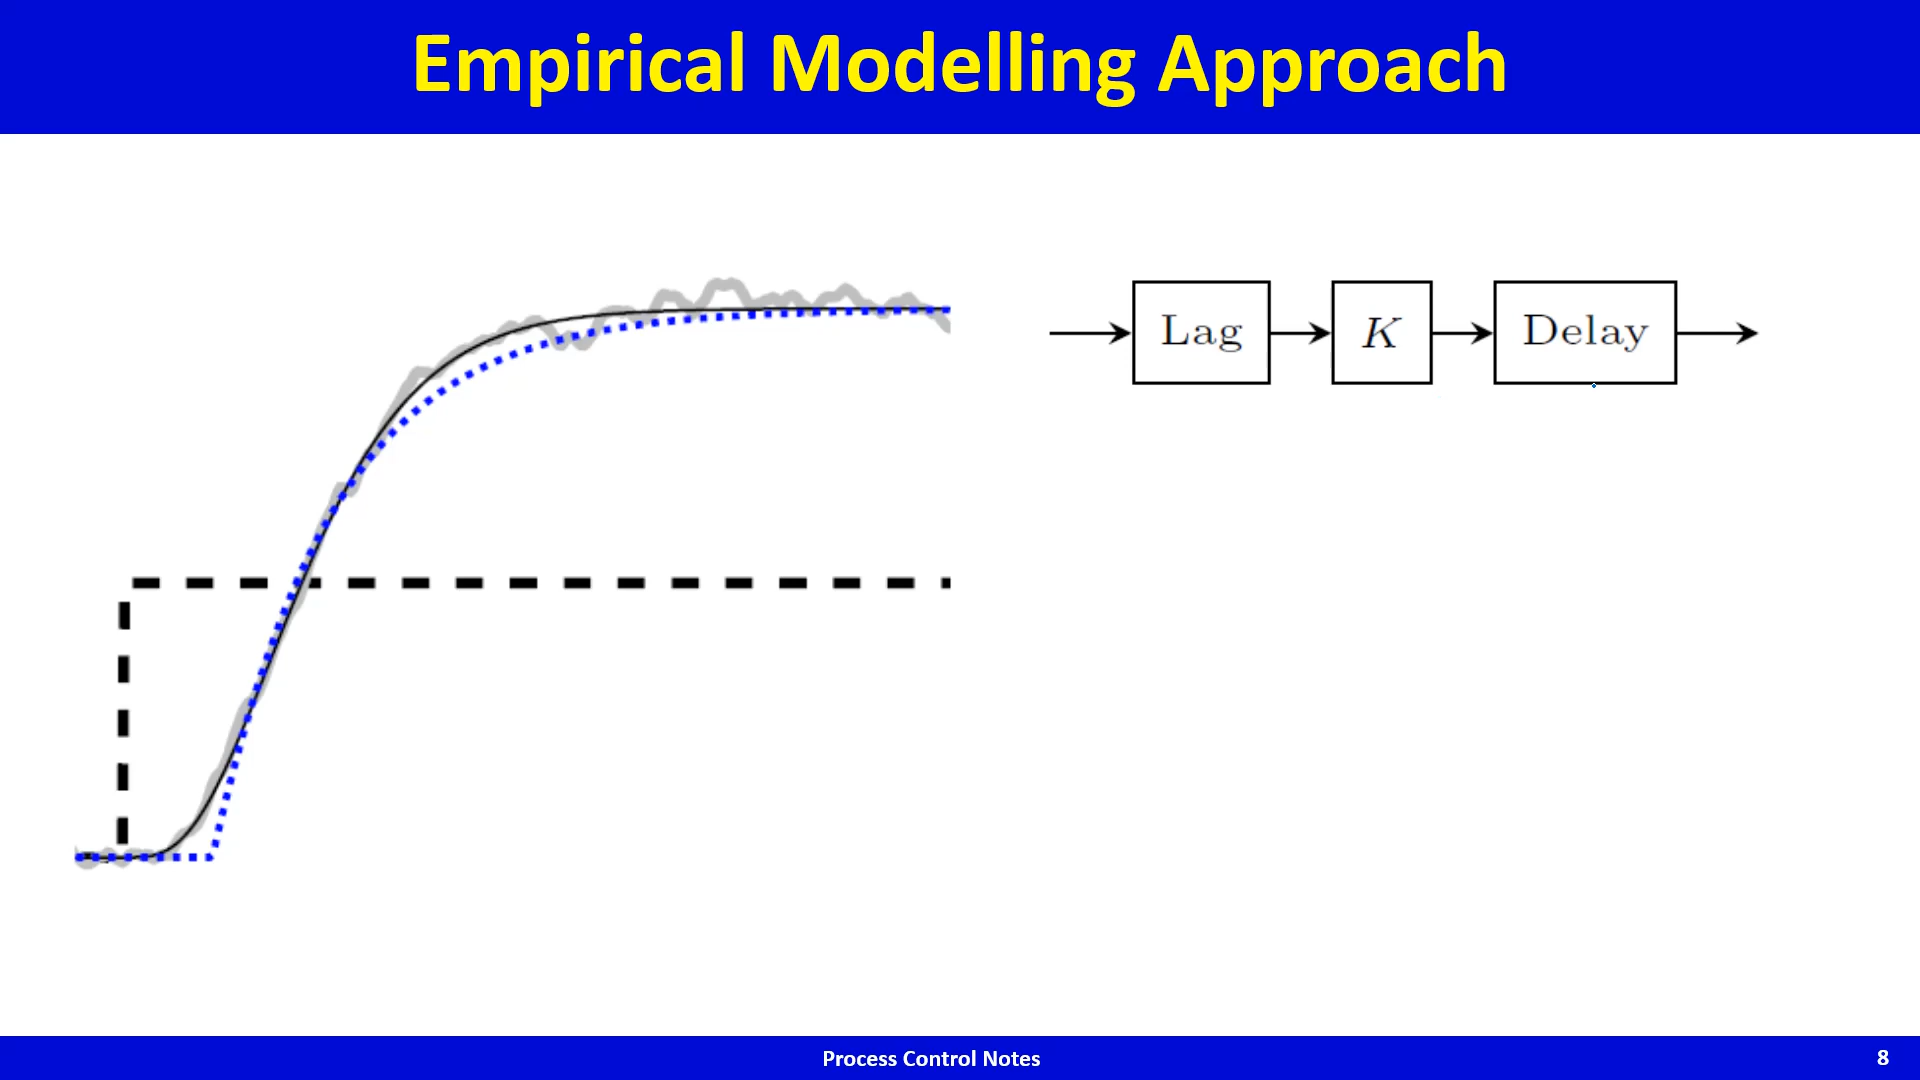 Empirical Modelling Approach
Lag K Delay
Process Control Notes 8